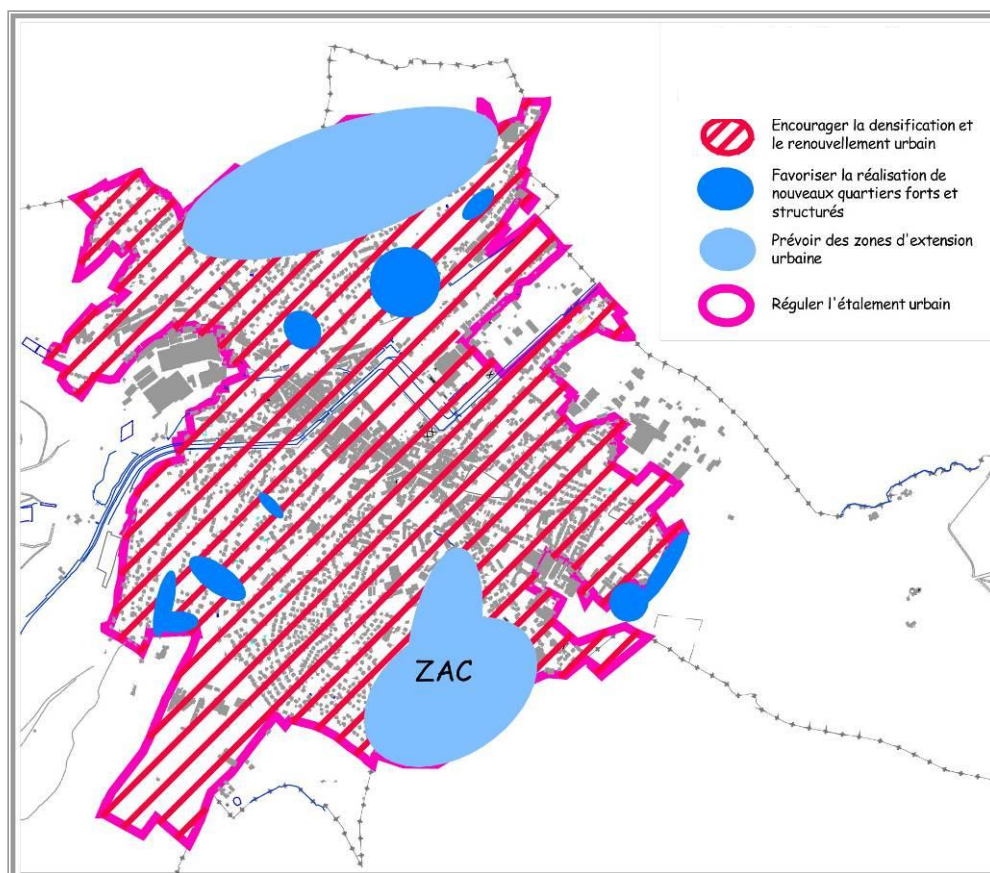 Encourager la densification et
le renouvellement urbain
Favoriser la réalisation de
nouveaux quartiers forts et
structurés
Prévoir des zones d'extension
urbaine
Réguler l'étalement urbain
ZAC